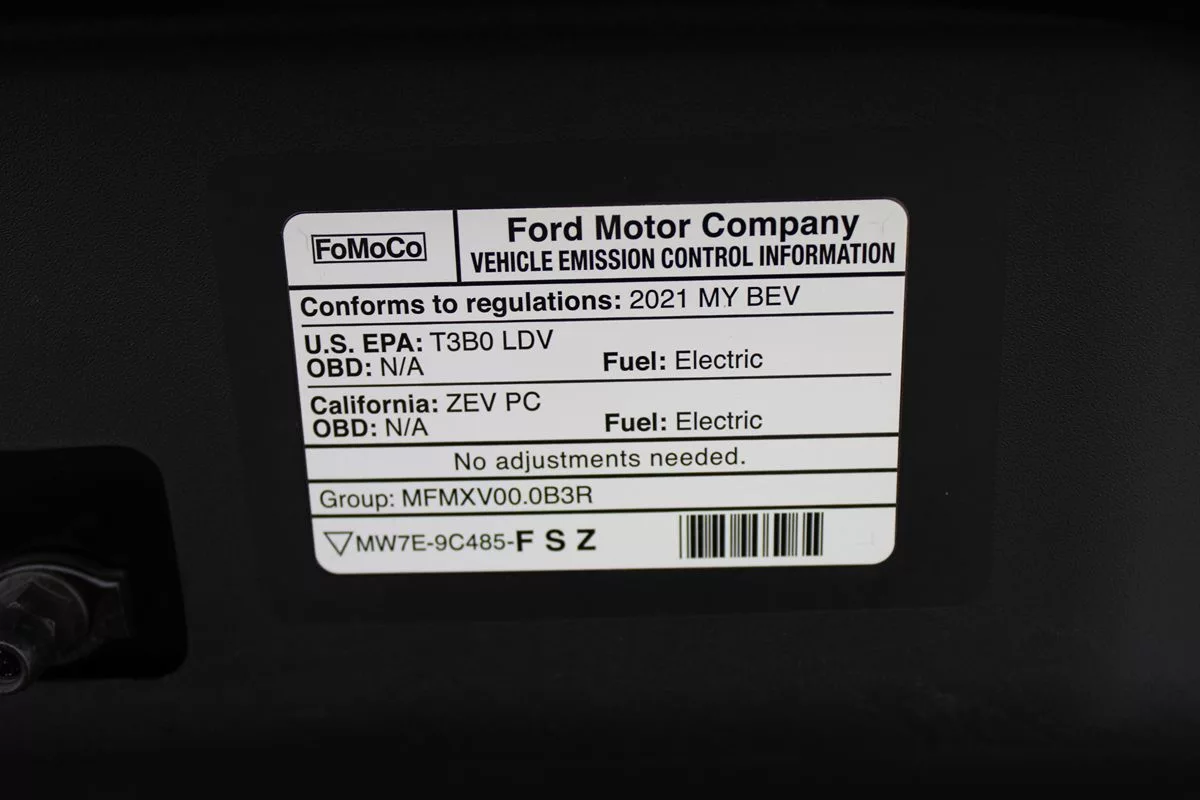 FoMoCo
Ford Motor Company
VEHICLE EMISSION CONTROL INFORMATION
Conforms to regulations: 2021 MY BEV
U.S. EPA: T3B0 LDV
OBD: N/A Fuel: Electric
California: ZEV PC
OBD: N/A Fuel: Electric
No adjustments needed.
Group: MFMXV00.0B3R
MW7E-9C485-F S Z